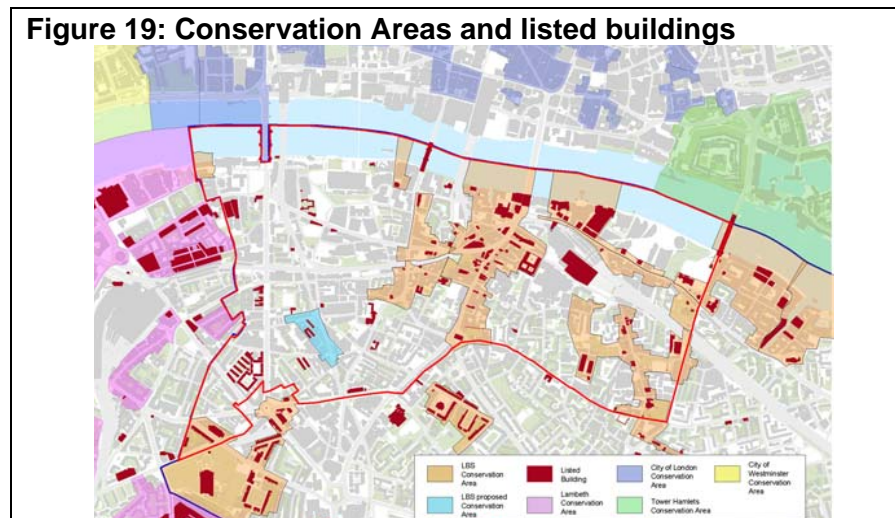 Figure 19: Conservation Areas and listed buildings
LBS
Conservation
Area
Listed
Building
City of London
Conservation
Area
City of
Westminster
Conservation
Area
LBS proposed
Conservation
Area
Lambeth
Conservation
Area
Tower Hamlets
Conservation Area